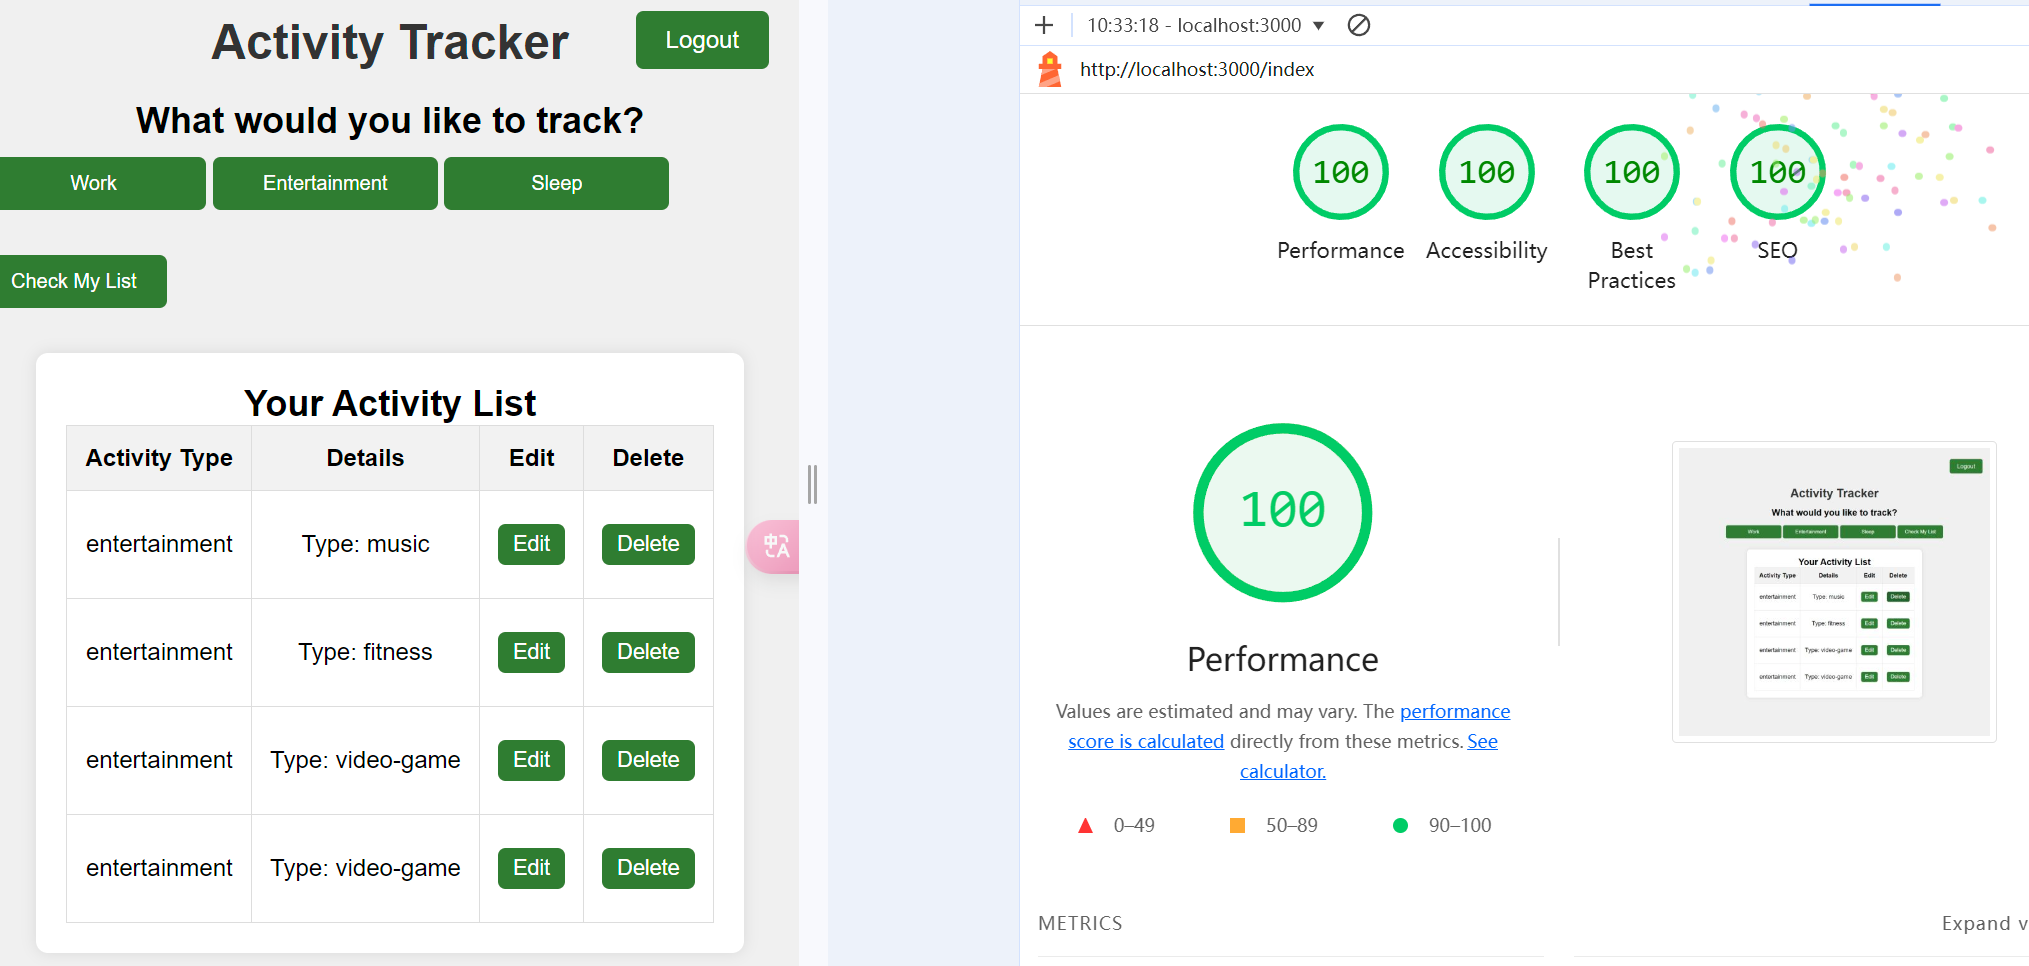 Activity Tracker
Logout
What would you like to track?
Work
Entertainment
Sleep
Check My List
Your Activity List
Activity Type Details Edit Delete
entertainment Type: music Edit Delete
entertainment Type: fitness Edit Delete
entertainment Type: video-game Edit Delete
entertainment Type: video-game Edit Delete
中A
10:33:18 - localhost:3000 ▼
http://localhost:3000/index
100 100 100 100
Performance Accessibility Best Practices SEO
100
Performance
Values are estimated and may vary. The performance
score is calculated directly from these metrics. See
calculator.
0–49 50–89 90–100
Logout
Activity Tracker
What would you like to track?
Work Entertainment Sleep Check My List
Your Activity List
Activity Type Details Edit Delete
entertainment Type: music Edit Delete
entertainment Type: fitness Edit Delete
entertainment Type: video-game Edit Delete
entertainment Type: video-game Edit Delete
METRICS
Expand v